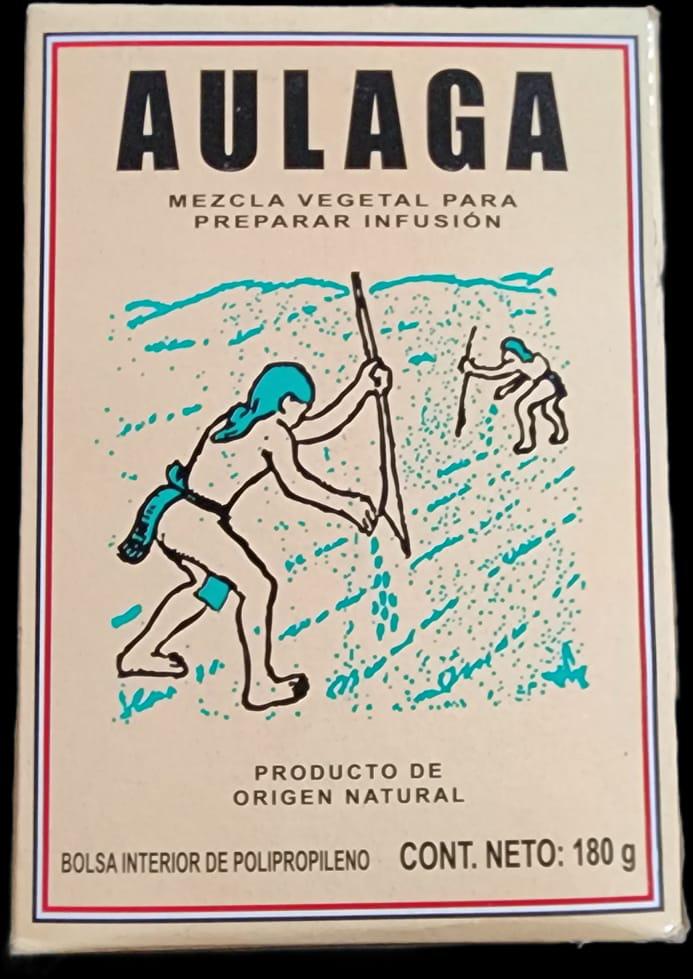 AULAGA
MEZCLA VEGETAL PARA
PREPARAR INFUSIÓN
PRODUCTO DE
ORIGEN NATURAL
BOLSA INTERIOR DE POLIPROPILENO CONT. NETO: 180 g